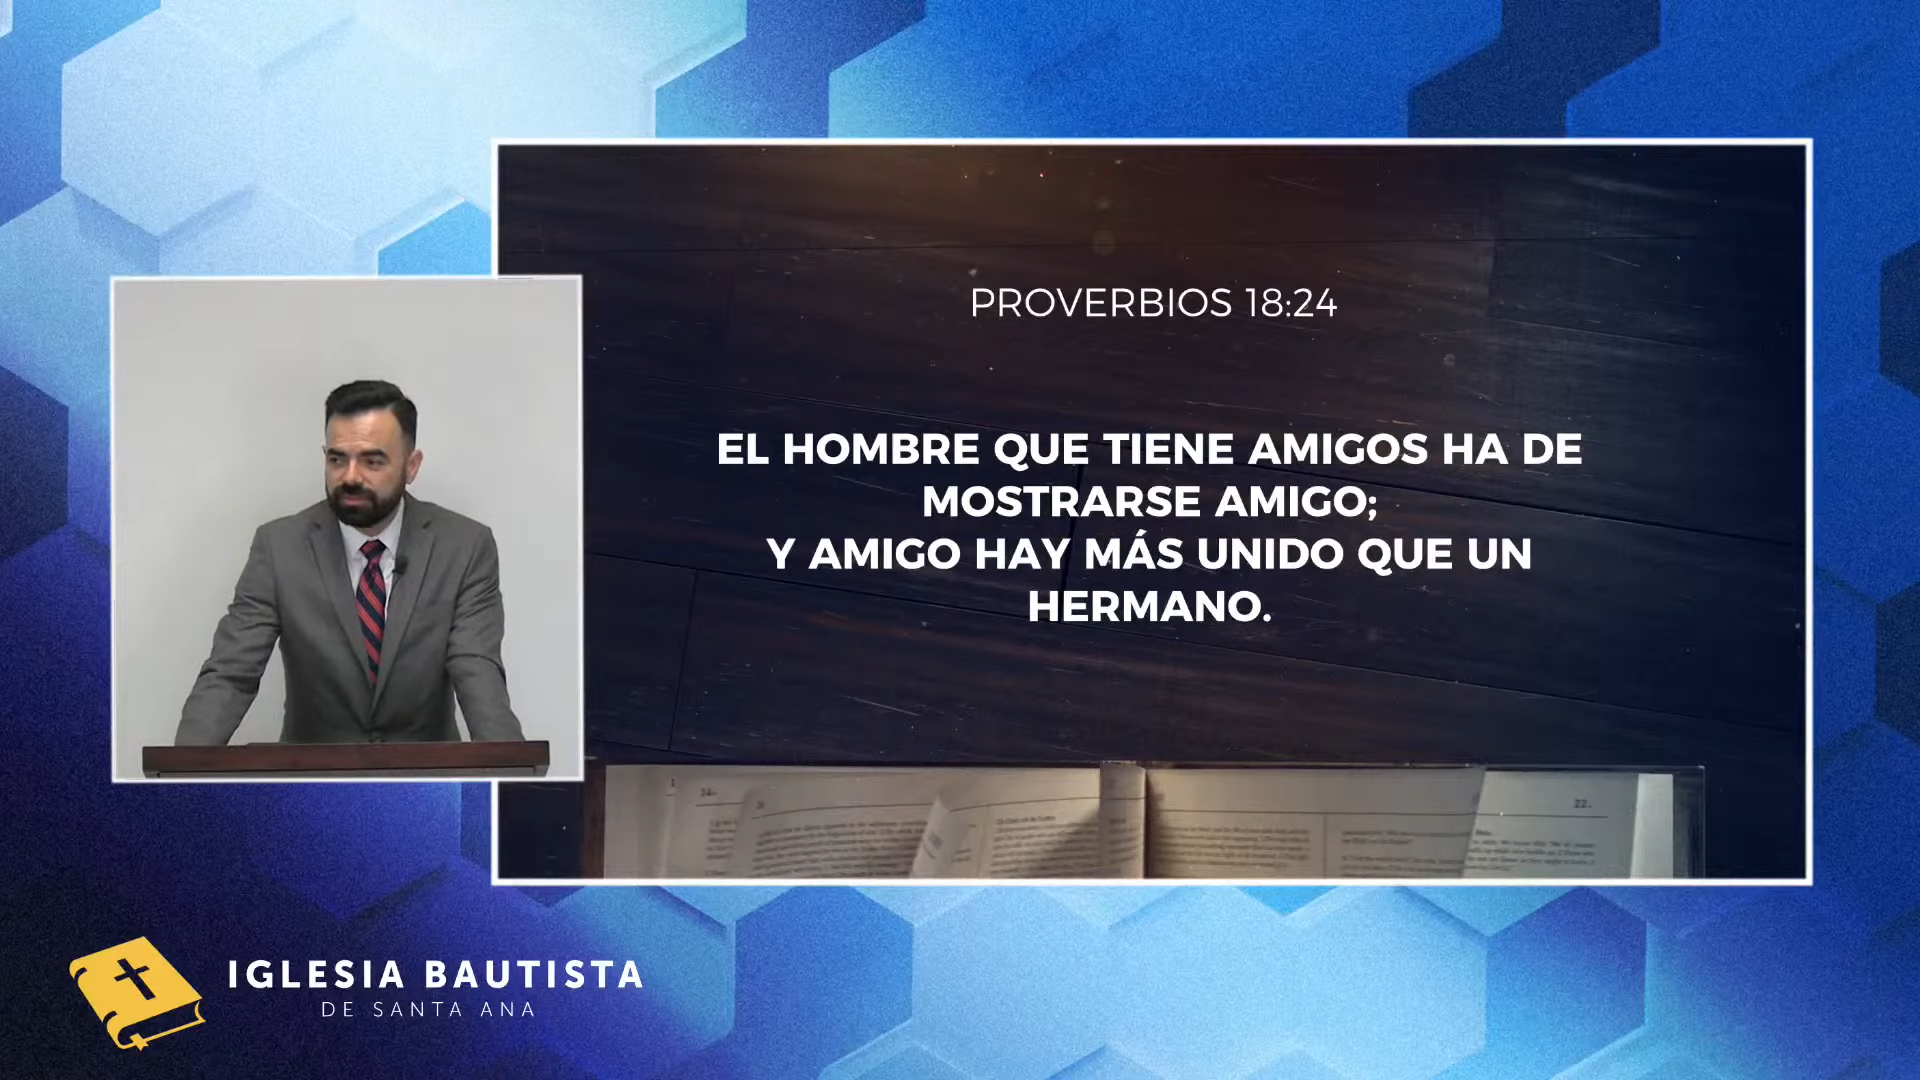 PROVERBIOS 18:24
EL HOMBRE QUE TIENE AMIGOS HA DE
MOSTRARSE AMIGO;
Y AMIGO HAY MÁS UNIDO QUE UN
HERMANO.
IGLESIA BAUTISTA
DE SANTA ANA